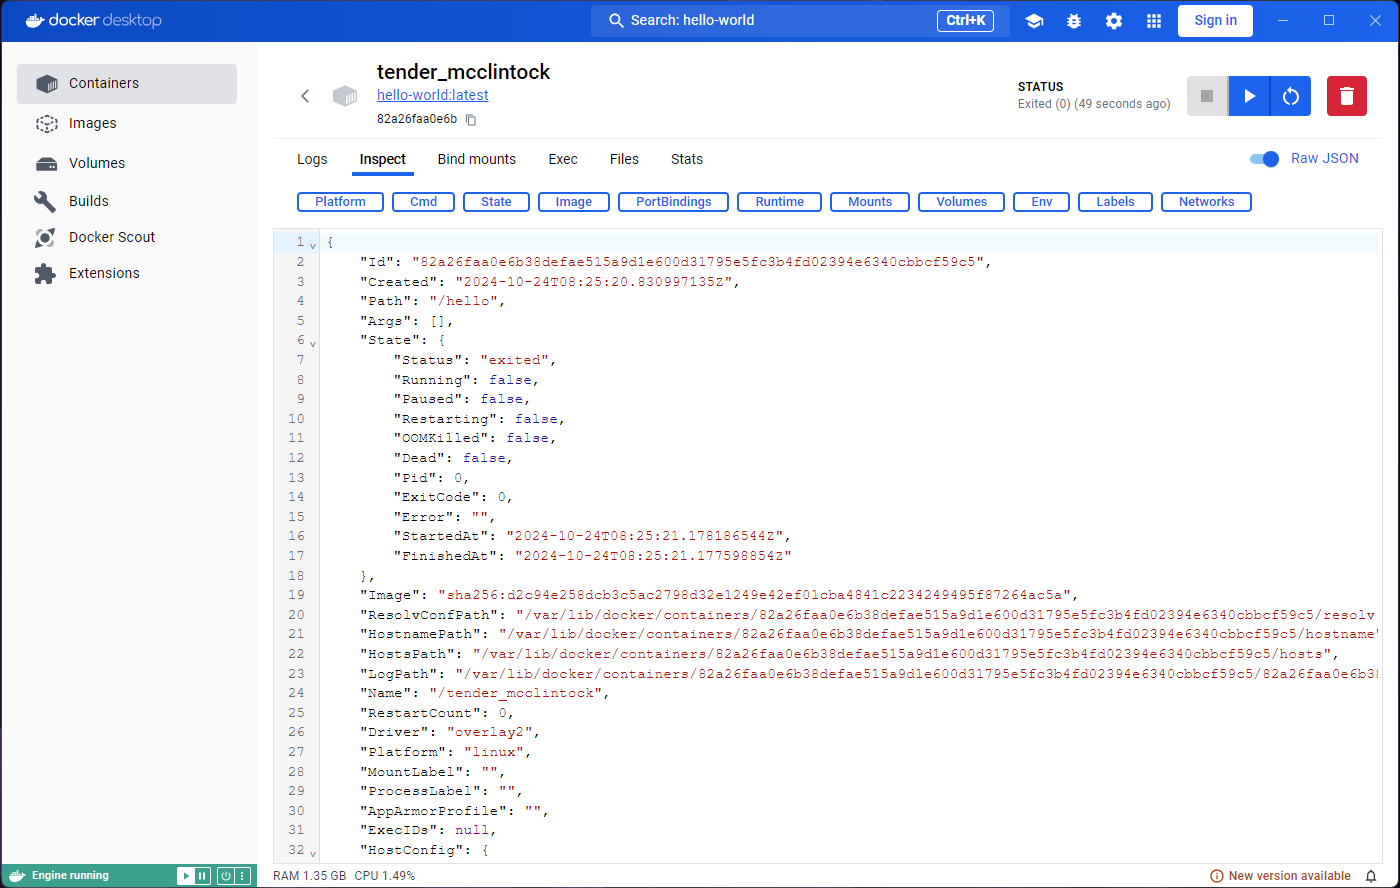 docker desktop
Search: hello-world
Ctrl+K
Sign in
Containers
Images
Volumes
Builds
Docker Scout
Extensions
tender_mcclintock
hello-world:latest
82a26faa0e6b
STATUS
Exited (0) (49 seconds ago)
Logs Inspect Bind mounts Exec Files Stats
Raw JSON
Platform Cmd State Image PortBindings Runtime Mounts Volumes Env Labels Networks
1 {
2 "Id": "82a26faa0e6b38defae515a9d1e600d31795e5fc3b4fd02394e6340cbbcf59c5",
3 "Created": "2024-10-24T08:25:20.830997135Z",
4 "Path": "/hello",
5 "Args": [],
6 "State": {
7 "Status": "exited",
8 "Running": false,
9 "Paused": false,
10 "Restarting": false,
11 "OOMKilled": false,
12 "Dead": false,
13 "Pid": 0,
14 "ExitCode": 0,
15 "Error": "",
16 "StartedAt": "2024-10-24T08:25:21.178186544Z",
17 "FinishedAt": "2024-10-24T08:25:21.177598854Z"
18 },
19 "Image": "sha256:d2c94e258dcb3c5ac2798d32e1249e42ef01cba4841c2234249495f87264ac5a",
20 "ResolvConfPath": "/var/lib/docker/containers/82a26faa0e6b38defae515a9d1e600d31795e5fc3b4fd02394e6340cbbcf59c5/resolv
21 "HostnamePath": "/var/lib/docker/containers/82a26faa0e6b38defae515a9d1e600d31795e5fc3b4fd02394e6340cbbcf59c5/hostname"
22 "HostsPath": "/var/lib/docker/containers/82a26faa0e6b38defae515a9d1e600d31795e5fc3b4fd02394e6340cbbcf59c5/hosts",
23 "LogPath": "/var/lib/docker/containers/82a26faa0e6b38defae515a9d1e600d31795e5fc3b4fd02394e6340cbbcf59c5/82a26faa0e6b38
24 "Name": "/tender_mcclintock",
25 "RestartCount": 0,
26 "Driver": "overlay2",
27 "Platform": "linux",
28 "MountLabel": "",
29 "ProcessLabel": "",
30 "AppArmorProfile": "",
31 "ExecIDs": null,
32 "HostConfig": {
Engine running
RAM 1.35 GB CPU 1.49%
New version available